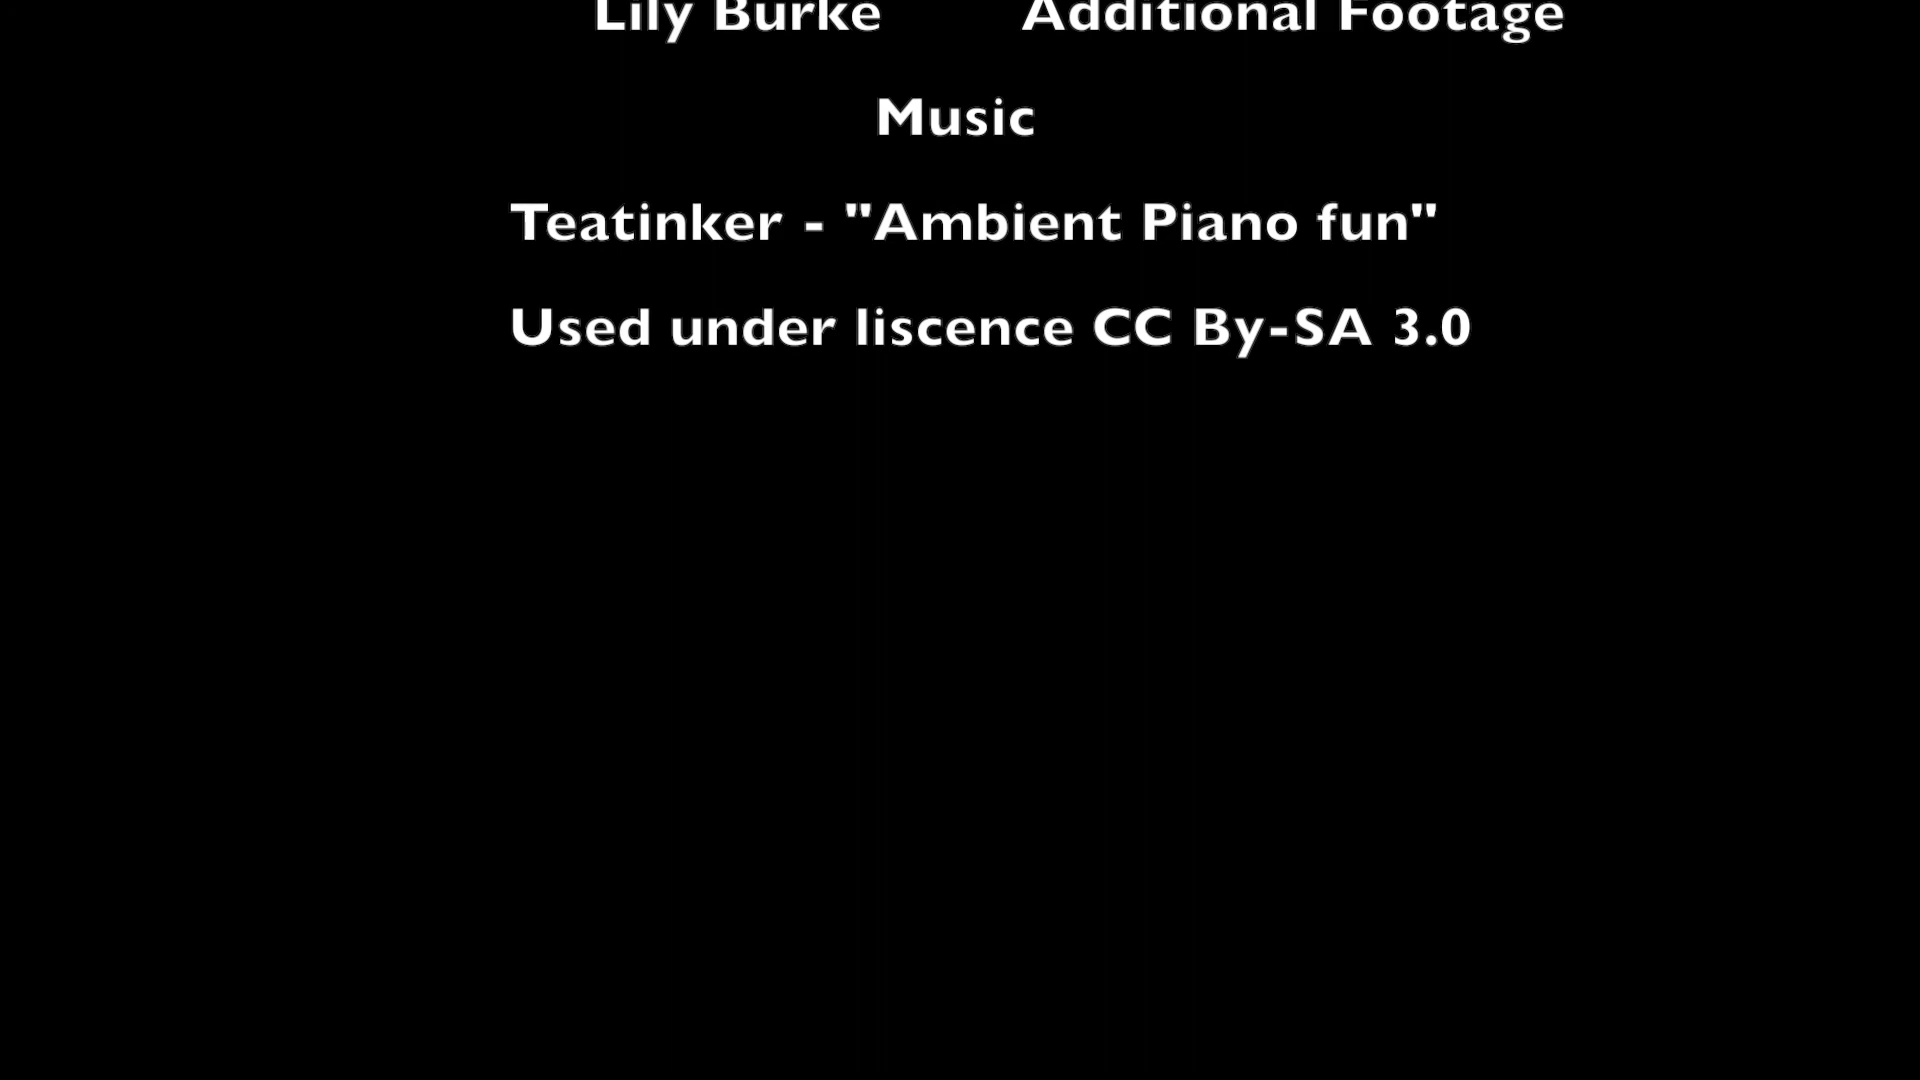 Lily Burke Additional Footage
Music
Teatinker - "Ambient Piano fun"
Used under liscence CC By-SA 3.0